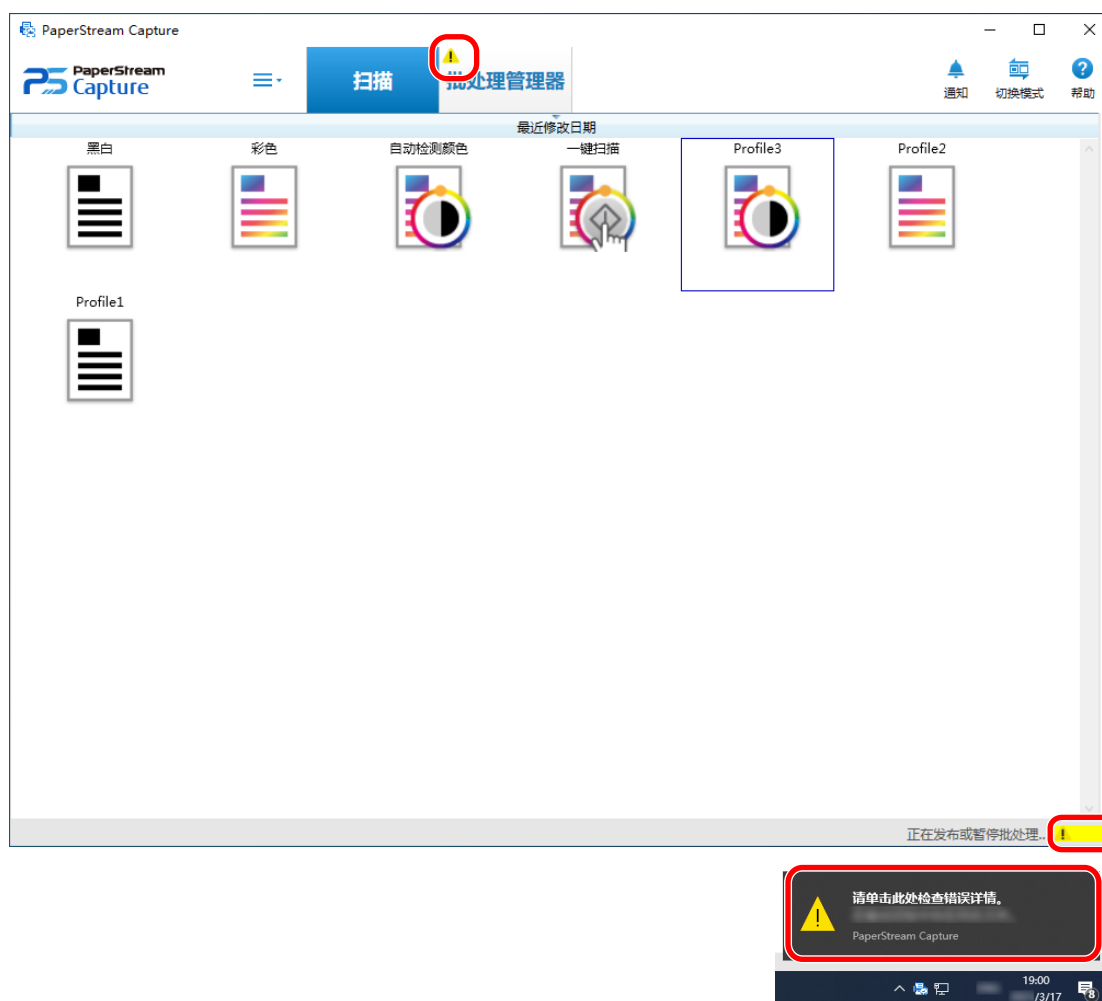 PaperStream Capture
PaperStream
Capture
扫描
批处理管理器
通知
切换模式
帮助
最近修改日期
黑白
彩色
自动检测颜色
一键扫描
Profile3
Profile2
Profile1
正在发布或暂停批处理..
请单击此处检查错误详情。
PaperStream Capture
19:00
/3/17
8